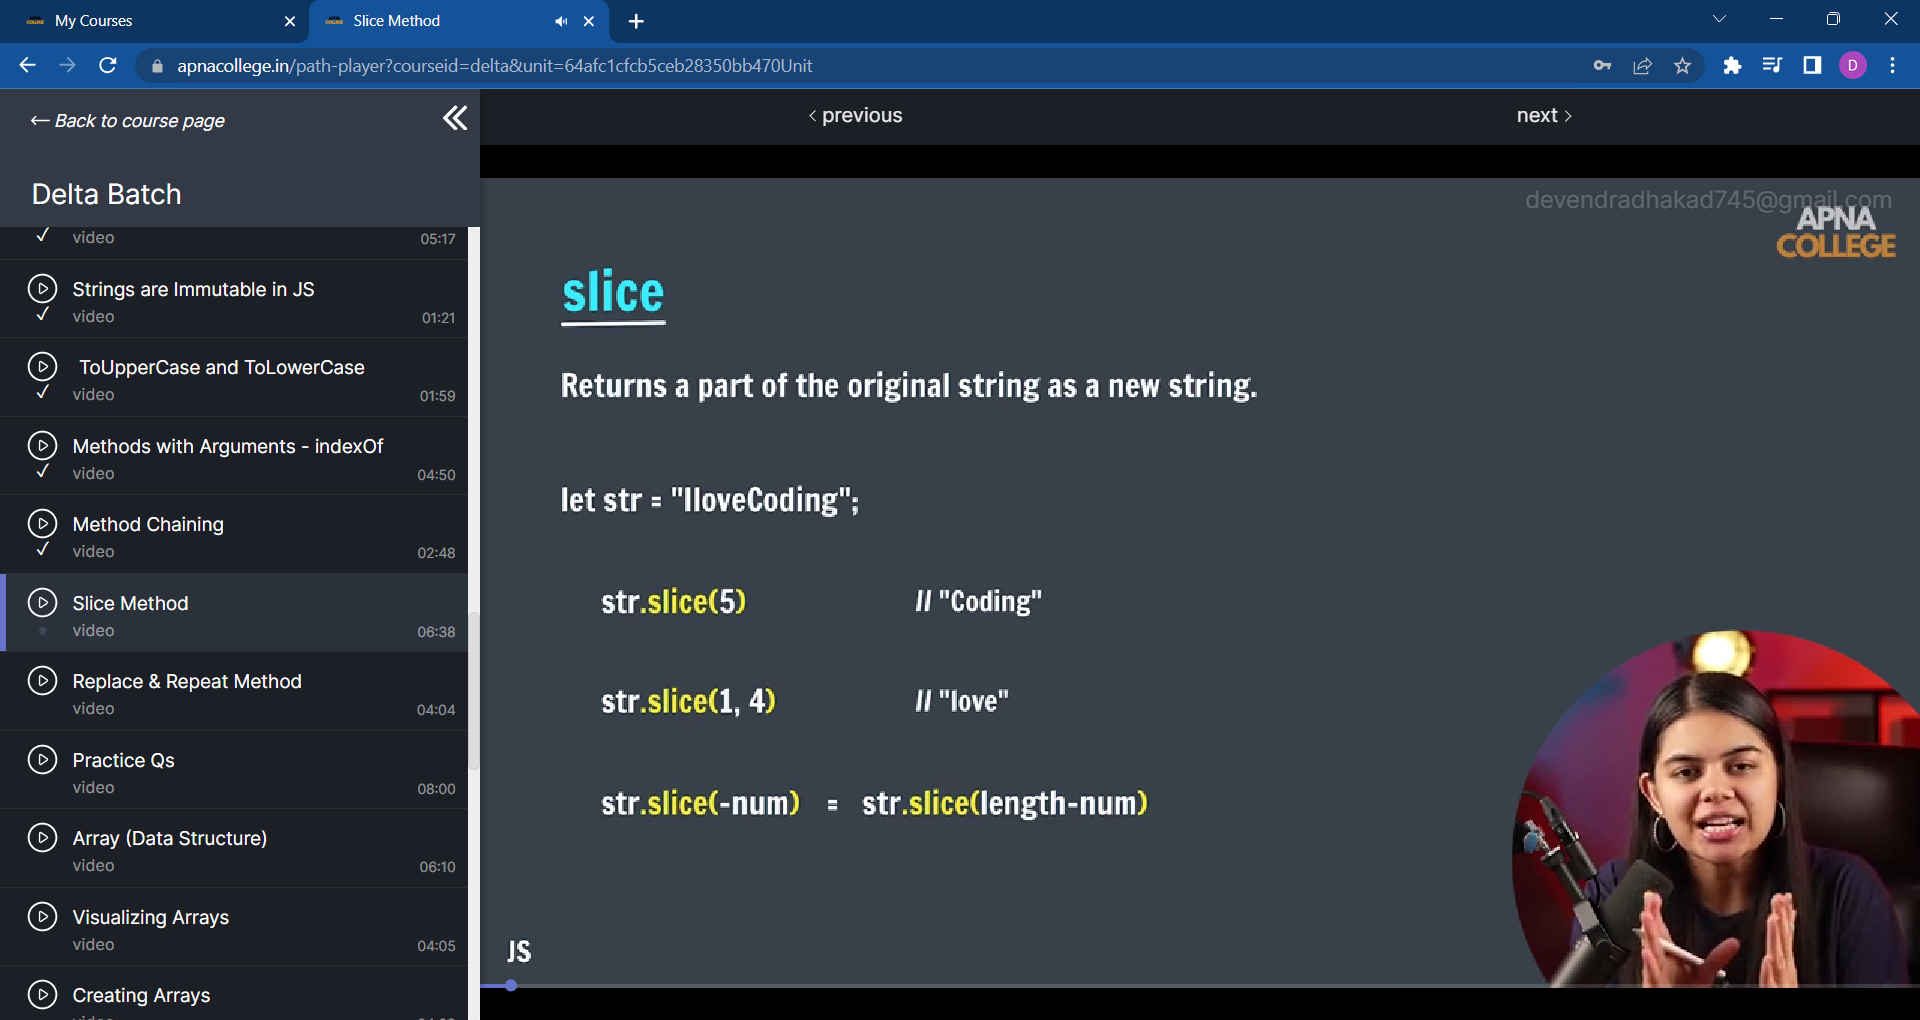 My Courses
Slice Method
apnacollege.in/path-player?courseid=delta&unit=64afc1cfcb5ceb28350bb470Unit
D
← Back to course page
‹ previous
next ›
Delta Batch
video 05:17
Strings are Immutable in JS
video 01:21
ToUpperCase and ToLowerCase
video 01:59
Methods with Arguments - indexOf
video 04:50
Method Chaining
video 02:48
Slice Method
video 06:38
Replace & Repeat Method
video 04:04
Practice Qs
video 08:00
Array (Data Structure)
video 06:10
Visualizing Arrays
video 04:05
Creating Arrays
devendradhakad745@gmail.com
APNA
COLLEGE
slice
Returns a part of the original string as a new string.
let str = "IloveCoding";
str.slice(5) // "Coding"
str.slice(1, 4) // "love"
str.slice(-num) = str.slice(length-num)
JS